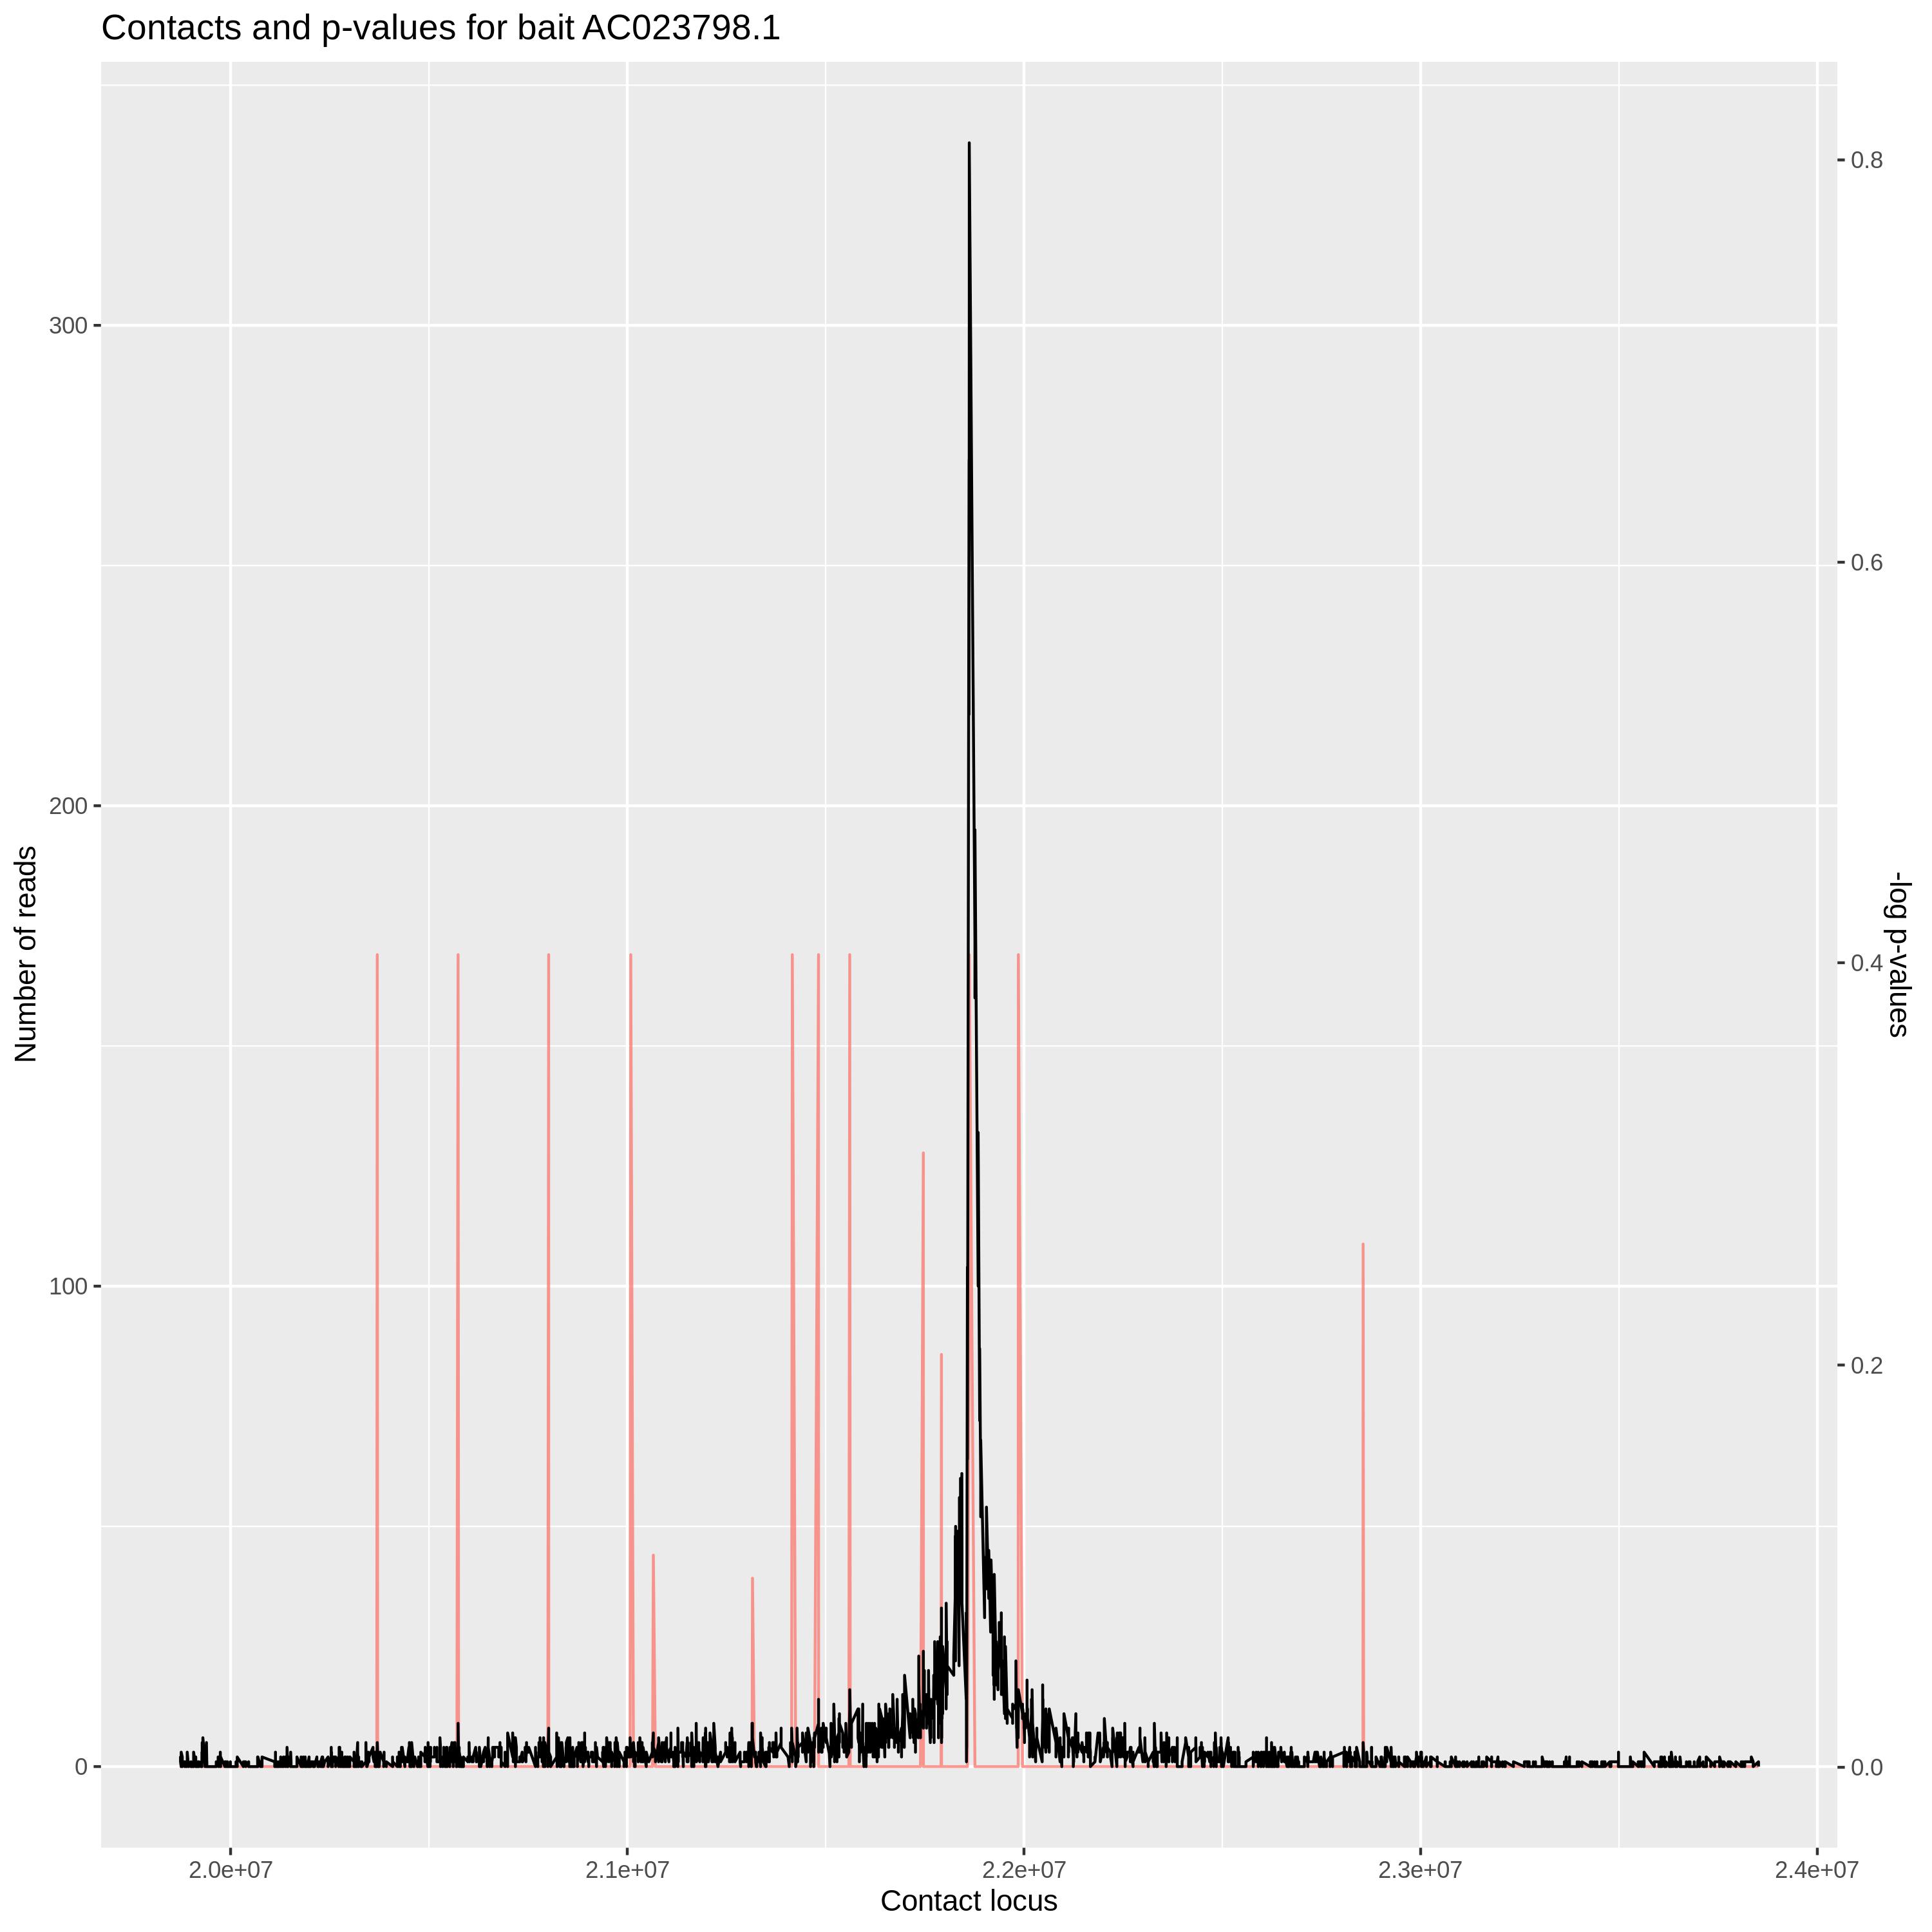 Contacts and p-values for bait AC023798.1
Number of reads
300
200
100
0
-log p-values
0.8
0.6
0.4
0.2
0.0
2.0e+07
2.1e+07
2.2e+07
2.3e+07
2.4e+07
Contact locus